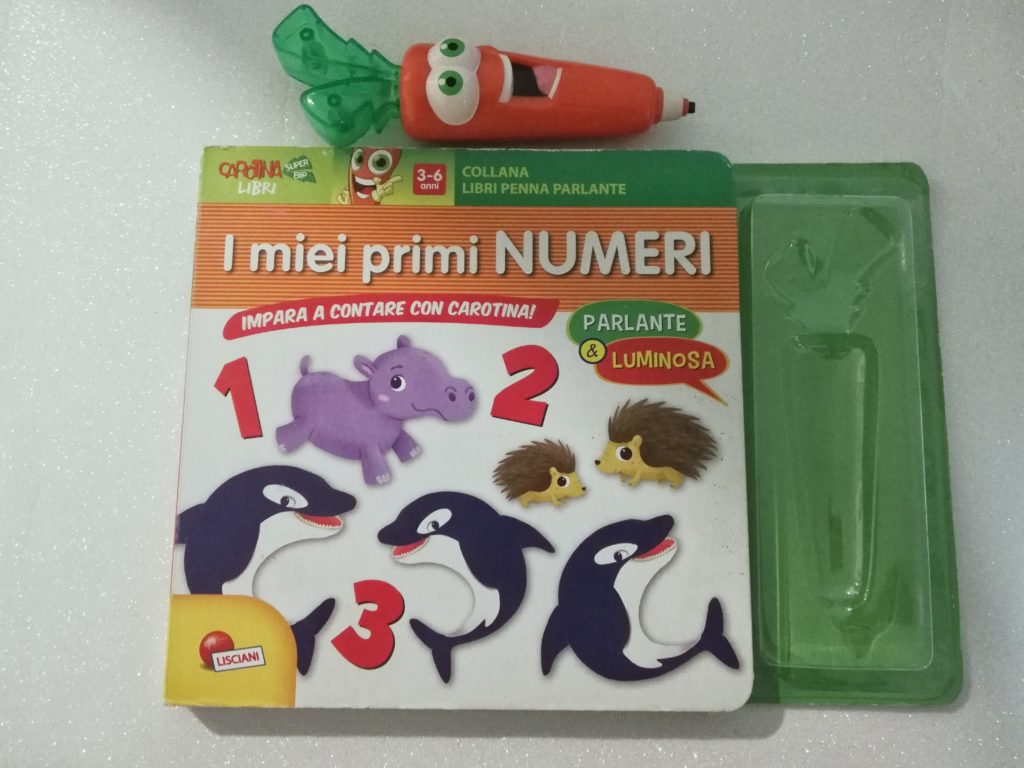 CAROTINA
SUPER BIP
LIBRI
3-6
anni
COLLANA
LIBRI PENNA PARLANTE
I miei primi NUMERI
IMPARA A CONTARE CON CAROTINA!
PARLANTE
&
LUMINOSA
1
2
3
LISCIANI